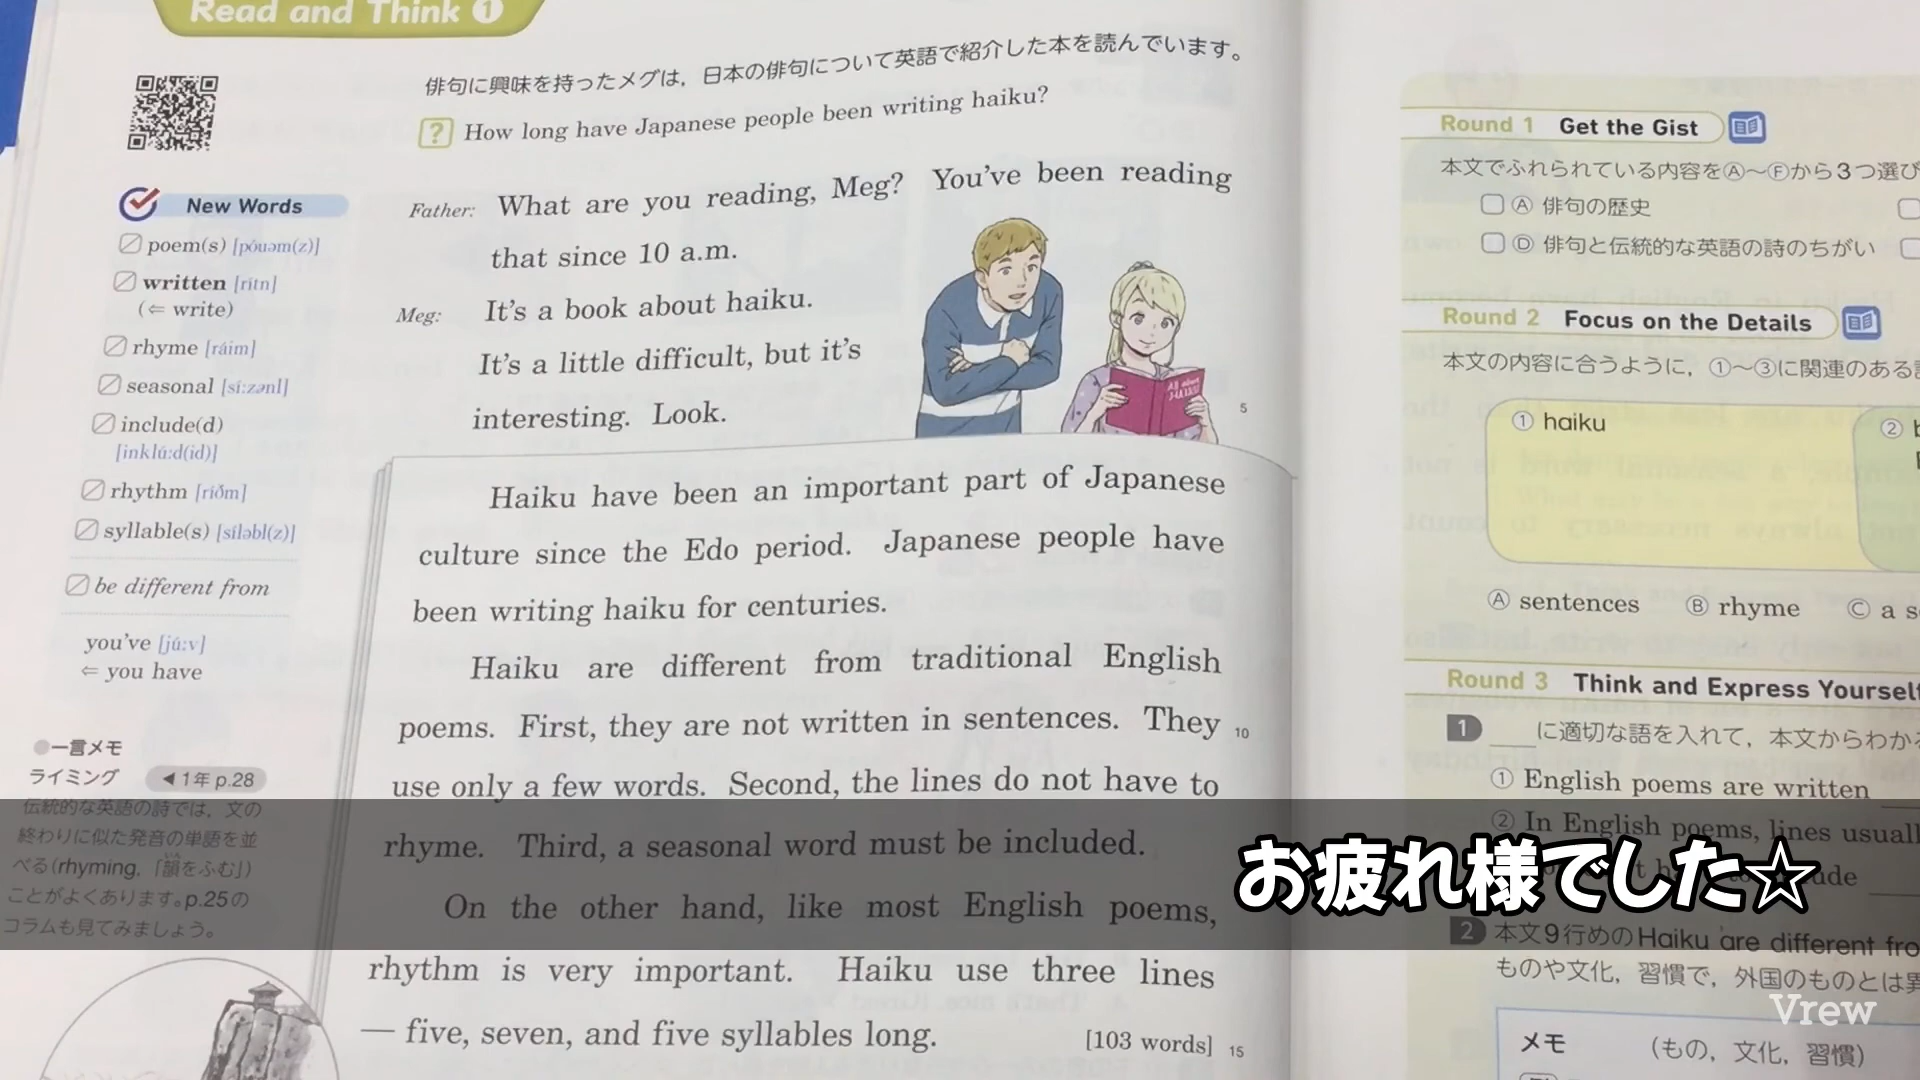 Read and Think 1
俳句に興味を持ったメグは，日本の俳句について英語で紹介した本を読んでいます。
? How long have Japanese people been writing haiku?
New Words
poem(s) [póuəm(z)]
written [rítn]
(⇐ write)
rhyme [ráim]
seasonal [síːzənl]
include(d)
[inklúːd(id)]
rhythm [ríðm]
syllable(s) [síləbl(z)]
be different from
you've [júːv]
⇐ you have
●一言メモ
ライミング ◀1年 p.28
伝統的な英語の詩では，文の
終わりに似た発音の単語を並
べる(rhyming,「韻をふむ」)
ことがよくあります。p.25の
コラムも見てみましょう。
Father: What are you reading, Meg? You've been reading
that since 10 a.m.
Meg: It's a book about haiku.
It's a little difficult, but it's
interesting. Look.
5
All about
HAIKU
Haiku have been an important part of Japanese
culture since the Edo period. Japanese people have
been writing haiku for centuries.
Haiku are different from traditional English
poems. First, they are not written in sentences. They 10
use only a few words. Second, the lines do not have to
rhyme. Third, a seasonal word must be included.
On the other hand, like most English poems,
rhythm is very important. Haiku use three lines
— five, seven, and five syllables long. [103 words] 15
Round 1 Get the Gist
本文でふれられている内容をⒶ〜Ⓕから3つ選び
Ⓐ 俳句の歴史
Ⓓ 俳句と伝統的な英語の詩のちがい
Round 2 Focus on the Details
本文の内容に合うように，①〜③に関連のある
① haiku
②
Ⓐ sentences Ⓑ rhyme Ⓒ a
Round 3 Think and Express Yourself
1 ___に適切な語を入れて，本文からわかる
① English poems are written ___
② In English poems, lines usuall
お疲れ様でした☆
2 本文9行めのHaiku are different fro
ものや文化，習慣で，外国のものとは異
メモ (もの，文化，習慣)
Vrew